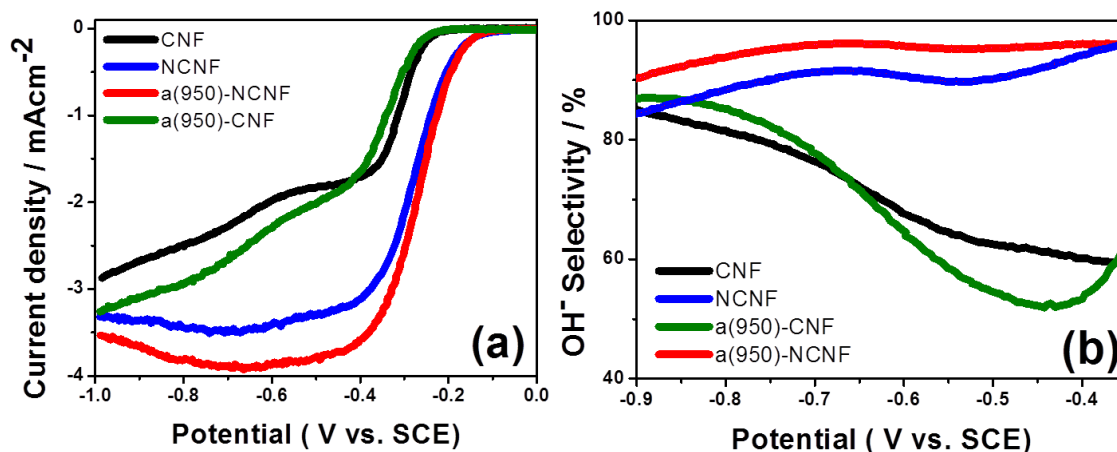 CNF
NCNF
a(950)-NCNF
a(950)-CNF
(a)
0
-1
-2
-3
-4
-1.0 -0.8 -0.6 -0.4 -0.2 0.0
Current density / mAcm⁻²
Potential ( V vs. SCE)
CNF
NCNF
a(950)-CNF
a(950)-NCNF
(b)
100
80
60
40
-0.9 -0.8 -0.7 -0.6 -0.5 -0.4
OH⁻ Selectivity / %
Potential ( V vs. SCE)